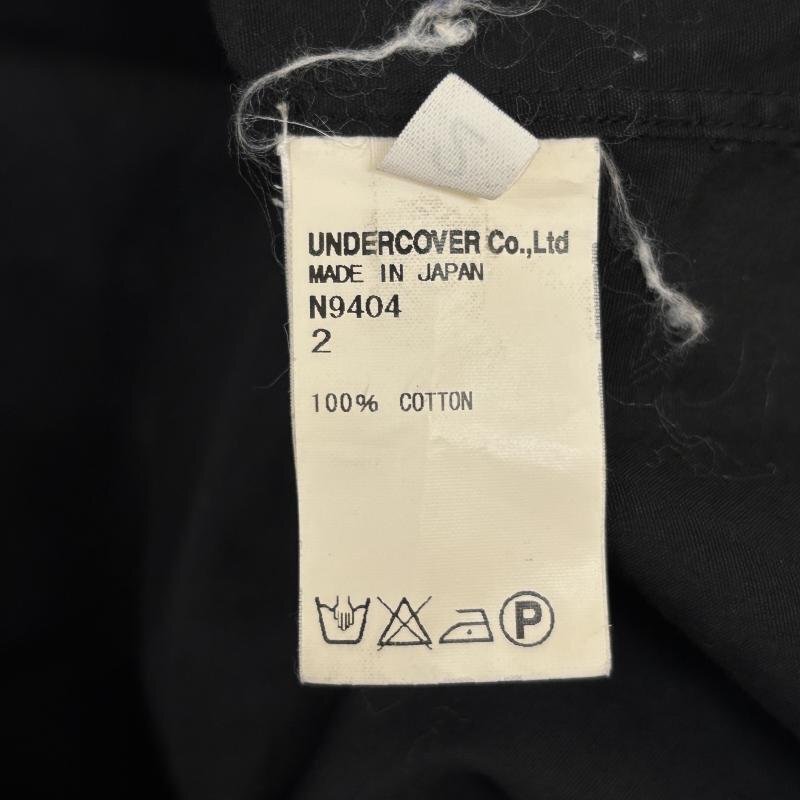 UNDERCOVER Co.,Ltd
MADE IN JAPAN
N9404
2
100% COTTON
P